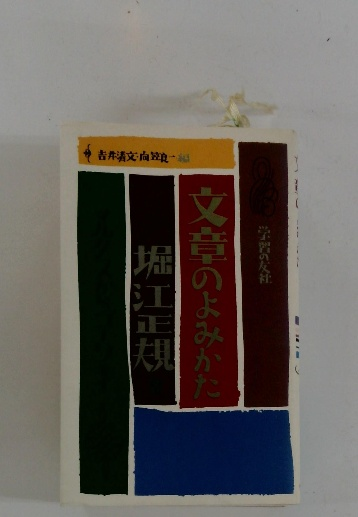 吉井清文・向笠良一編
文章のよみかた
堀江正規
学習の友社